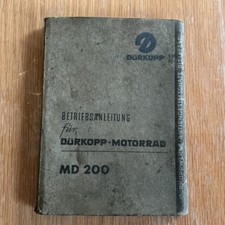 DÜRKOPP
BETRIEBSANLEITUNG
für
DÜRKOPP-MOTORRAD
MD 200